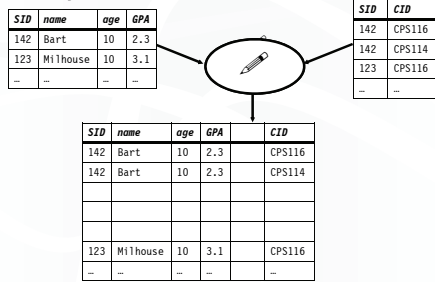 SID name age GPA
142 Bart 10 2.3
123 Milhouse 10 3.1
… … … …
SID CID
142 CPS116
142 CPS114
123 CPS116
… …
SID name age GPA CID
142 Bart 10 2.3 CPS116
142 Bart 10 2.3 CPS114
123 Milhouse 10 3.1 CPS116
… … … … …